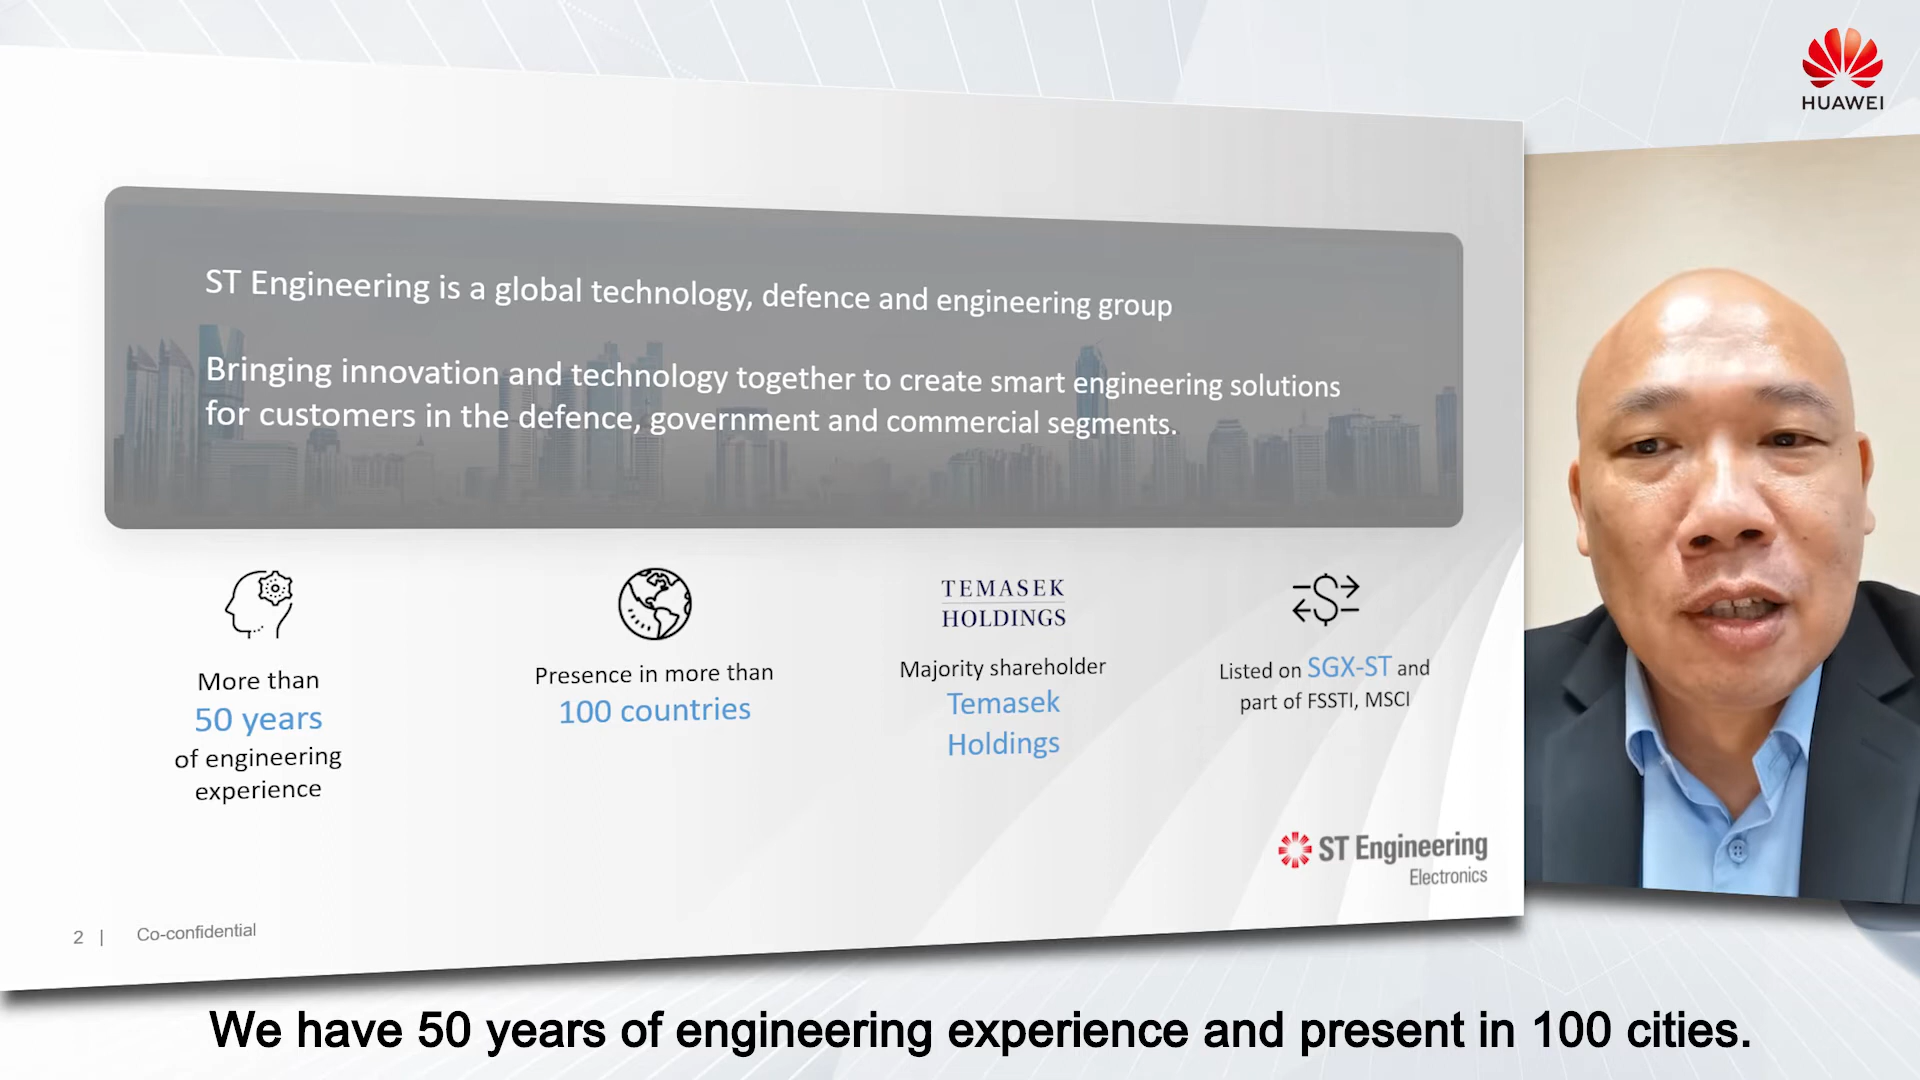 HUAWEI
ST Engineering is a global technology, defence and engineering group
Bringing innovation and technology together to create smart engineering solutions
for customers in the defence, government and commercial segments.
More than
50 years
of engineering
experience
Presence in more than
100 countries
TEMASEK
HOLDINGS
Majority shareholder
Temasek
Holdings
Listed on SGX-ST and
part of FSSTI, MSCI
ST Engineering
Electronics
2 | Co-confidential
We have 50 years of engineering experience and present in 100 cities.